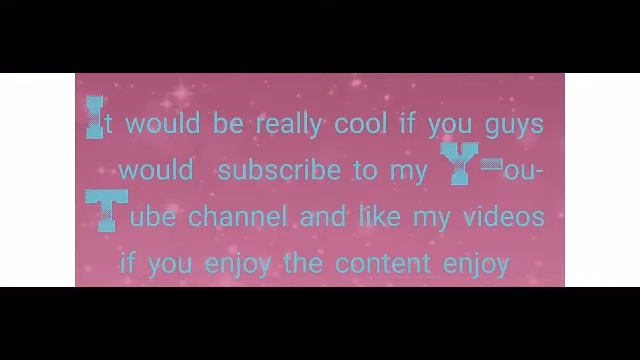 It would be really cool if you guys
would subscribe to my Y-ou-
Tube channel and like my videos
if you enjoy the content enjoy